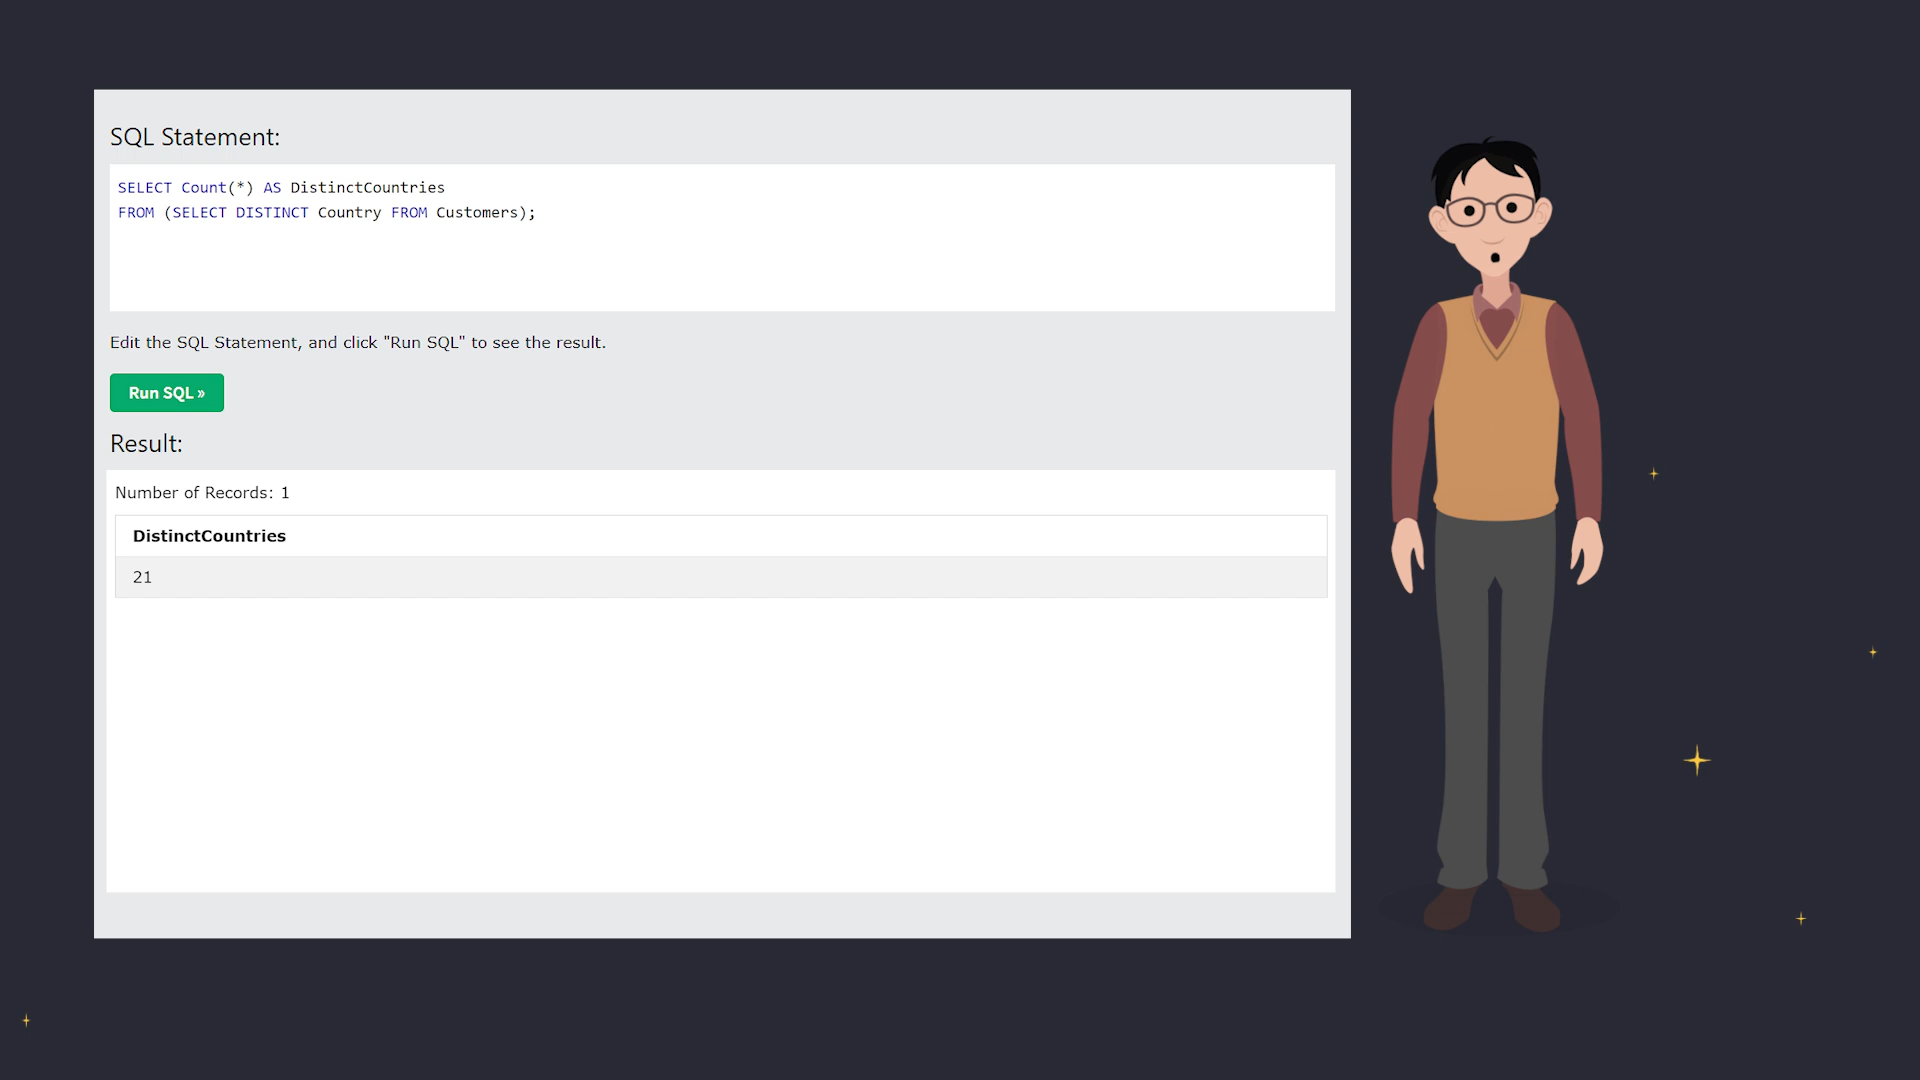 SQL Statement:
SELECT Count(*) AS DistinctCountries
FROM (SELECT DISTINCT Country FROM Customers);
Edit the SQL Statement, and click "Run SQL" to see the result.
Run SQL »
Result:
Number of Records: 1
DistinctCountries
21